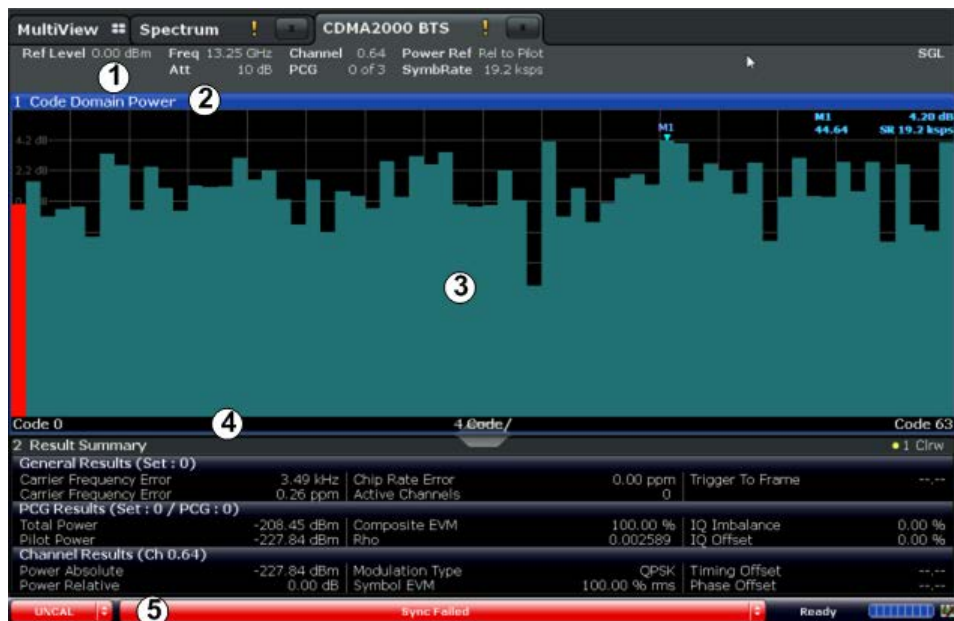 MultiView Spectrum ! CDMA2000 BTS !
Ref Level 0.00 dBm Freq 13.25 GHz Channel 0.64 Power Ref Rel to Pilot SGL
Att 10 dB PCG 0 of 3 SymbRate 19.2 ksps
1
1 Code Domain Power 2
M1 4.20 dB
44.64 SR 19.2 ksps
M1
4.2 dB
2.2 dB
3
4
Code 0 4 Code/ Code 63
2 Result Summary 1 Clrw
General Results (Set : 0)
Carrier Frequency Error 3.49 kHz Chip Rate Error 0.00 ppm Trigger To Frame --.--
Carrier Frequency Error 0.26 ppm Active Channels 0
PCG Results (Set : 0 / PCG : 0)
Total Power -208.45 dBm Composite EVM 100.00 % IQ Imbalance 0.00 %
Pilot Power -227.84 dBm Rho 0.002589 IQ Offset 0.00 %
Channel Results (Ch 0.64)
Power Absolute -227.84 dBm Modulation Type QPSK Timing Offset --.--
Power Relative 0.00 dB Symbol EVM 100.00 % rms Phase Offset --.--
UNCAL 5 Sync Failed Ready